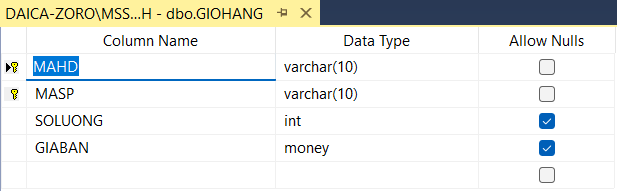 DAICA-ZORO\MSS...H - dbo.GIOHANG
Column Name Data Type Allow Nulls
MAHD varchar(10)
MASP varchar(10)
SOLUONG int
GIABAN money